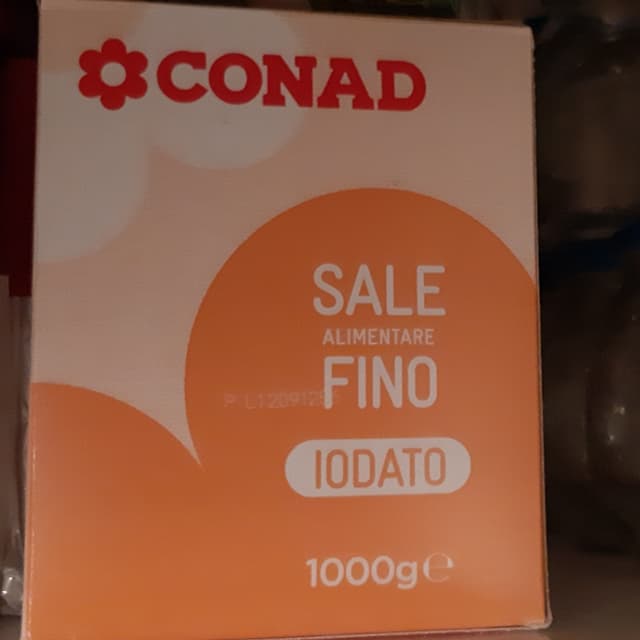 CONAD
SALE
ALIMENTARE
FINO
IODATO
1000g ℮